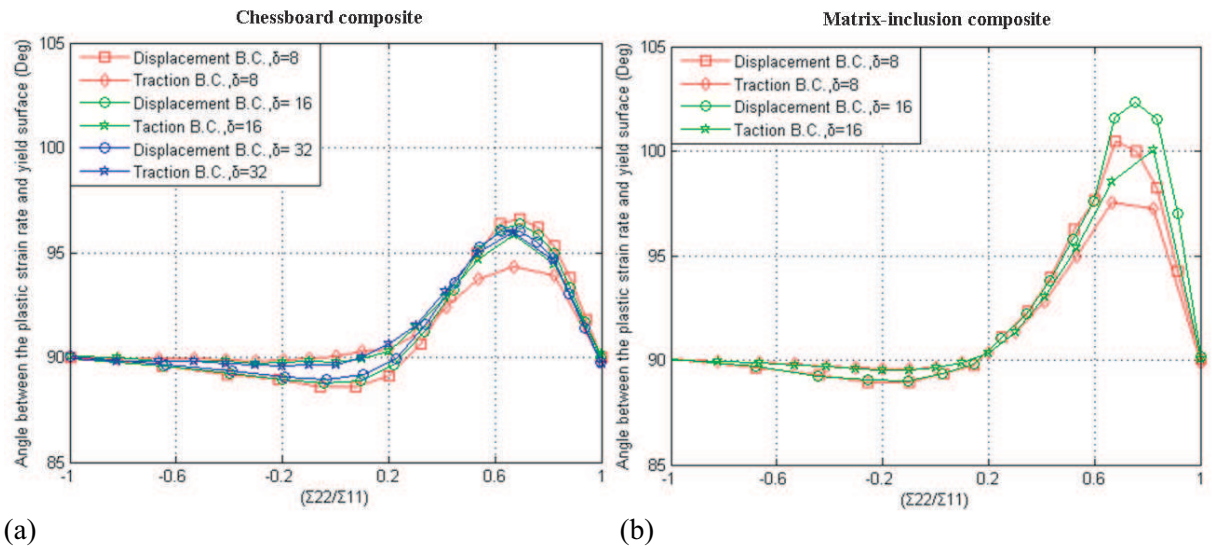 Chessboard composite
Angle between the plastic strain rate and yield surface (Deg)
105
100
95
90
85
Displacement B.C.,δ=8
Traction B.C.,δ=8
Displacement B.C.,δ= 16
Taction B.C.,δ=16
Displacement B.C.,δ= 32
Traction B.C.,δ=32
-1
-0.6
-0.2
0.2
0.6
1
(Σ22/Σ11)
(a)
Matrix-inclusion composite
Angle between the plastic strain rate and yield surface (Deg)
105
100
95
90
85
Displacement B.C.,δ=8
Traction B.C.,δ=8
Displacement B.C.,δ= 16
Taction B.C.,δ=16
-1
-0.6
-0.2
0.2
0.6
1
(Σ22/Σ11)
(b)